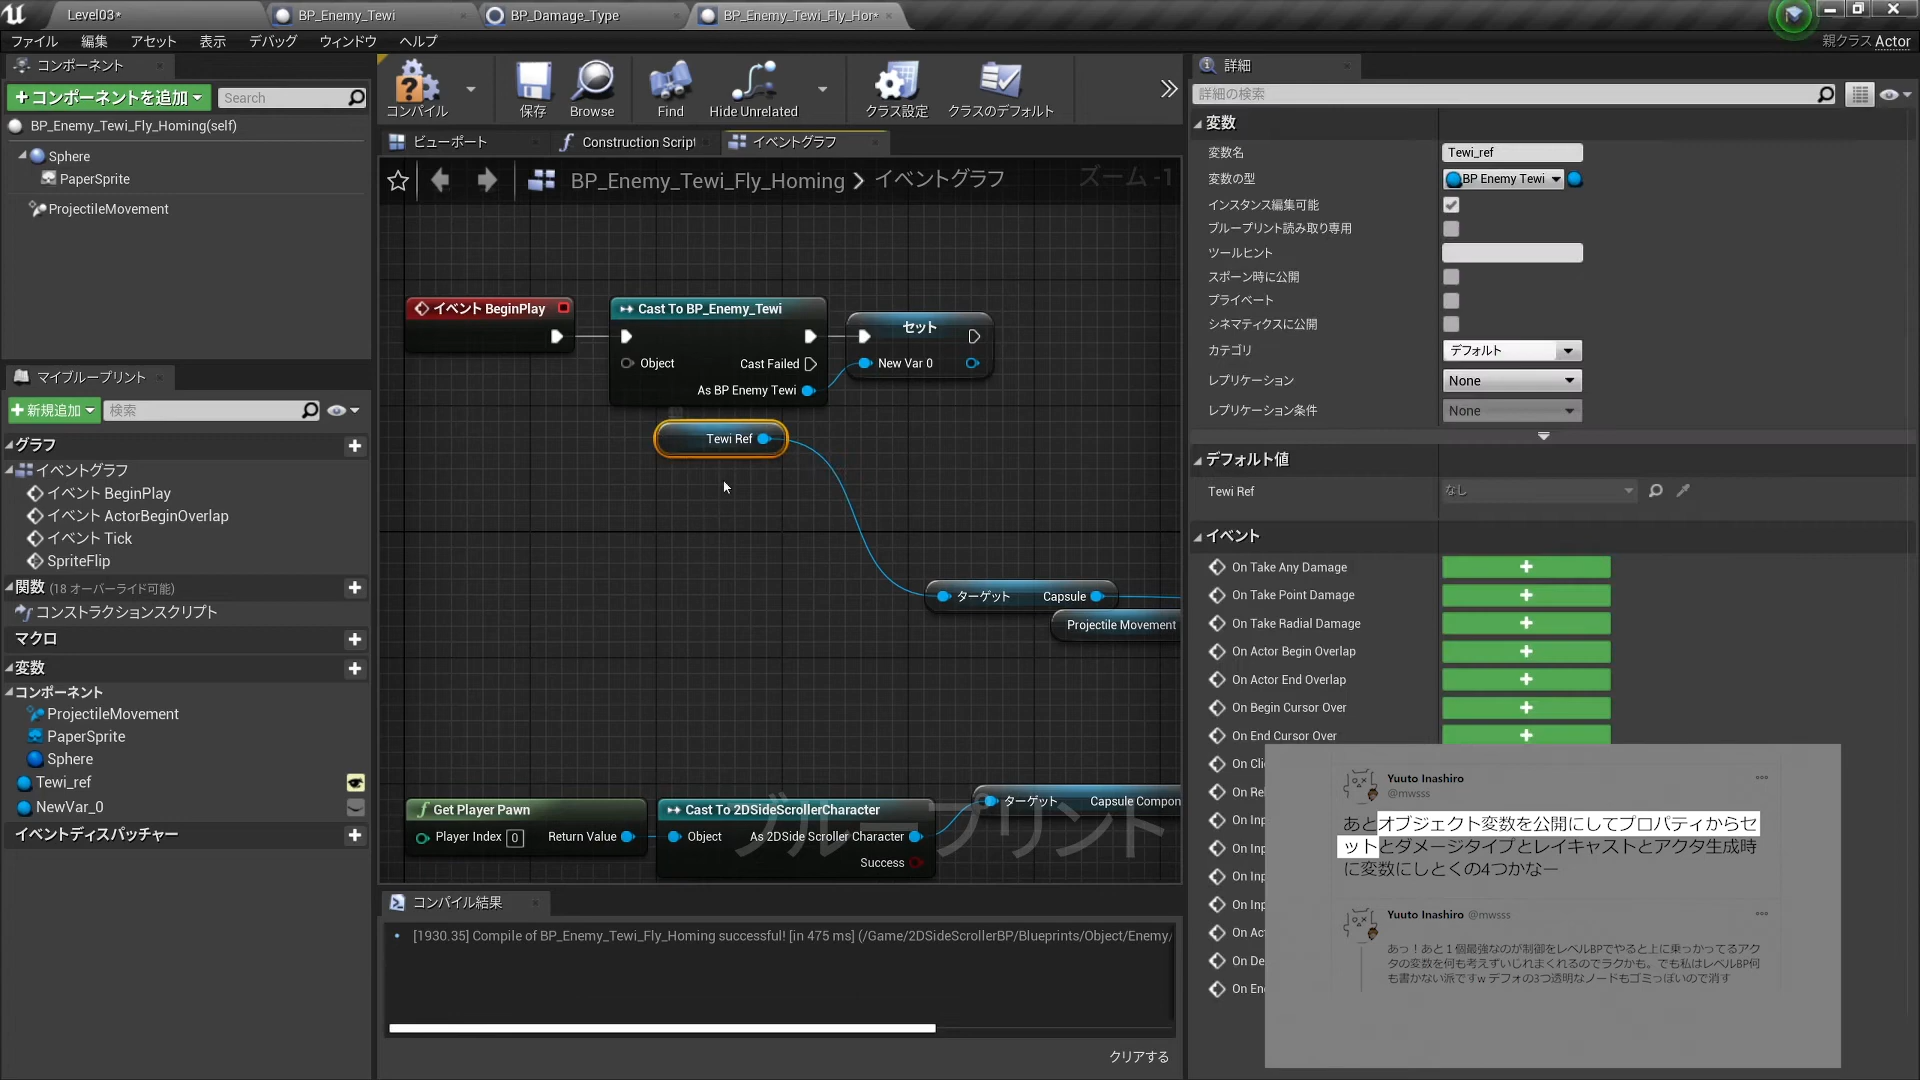 Level03*
BP_Enemy_Tewi
BP_Damage_Type
BP_Enemy_Tewi_Fly_Hor*
ファイル 編集 アセット 表示 デバッグ ウィンドウ ヘルプ
親クラス Actor
コンポーネント
+コンポーネントを追加
Search
BP_Enemy_Tewi_Fly_Homing(self)
Sphere
PaperSprite
ProjectileMovement
マイブループリント
+新規追加
検索
グラフ
イベントグラフ
イベント BeginPlay
イベント ActorBeginOverlap
イベント Tick
SpriteFlip
関数 (18 オーバーライド可能)
コンストラクションスクリプト
マクロ
変数
コンポーネント
ProjectileMovement
PaperSprite
Sphere
Tewi_ref
NewVar_0
イベントディスパッチャー
コンパイル
保存
Browse
Find
Hide Unrelated
クラス設定
クラスのデフォルト
ビューポート
Construction Script
イベントグラフ
BP_Enemy_Tewi_Fly_Homing > イベントグラフ
ズーム -1
イベント BeginPlay
Cast To BP_Enemy_Tewi
Object
Cast Failed
As BP Enemy Tewi
セット
New Var 0
Tewi Ref
ターゲット Capsule
Projectile Movement
Get Player Pawn
Player Index 0
Return Value
Cast To 2DSideScrollerCharacter
Object
As 2DSide Scroller Character
Success
ターゲット Capsule Compon
ブループリント
コンパイル結果
[1930.35] Compile of BP_Enemy_Tewi_Fly_Homing successful! [in 475 ms] (/Game/2DSideScrollerBP/Blueprints/Object/Enemy/
クリアする
詳細
詳細の検索
変数
変数名 Tewi_ref
変数の型 BP Enemy Tewi
インスタンス編集可能
ブループリント読み取り専用
ツールヒント
スポーン時に公開
プライベート
シネマティクスに公開
カテゴリ デフォルト
レプリケーション None
レプリケーション条件 None
デフォルト値
Tewi Ref なし
イベント
On Take Any Damage
On Take Point Damage
On Take Radial Damage
On Actor Begin Overlap
On Actor End Overlap
On Begin Cursor Over
On End Cursor Over
On Cli
On Rel
On Inp
On Inp
On Inp
On Inp
On Ac
On De
On En
Yuuto Inashiro
@mwsss
あとオブジェクト変数を公開にしてプロパティからセ
ットとダメージタイプとレイキャストとアクタ生成時
に変数にしとくの4つかなー
Yuuto Inashiro @mwsss
あっ！あと１個最強なのが制御をレベルBPでやると上に乗っかってるアク
タの変数を何も考えずいじれまくれるのでラクかも。でも私はレベルBP何
も書かない派ですw デフォの3つ透明なノードもゴミっぽいので消す